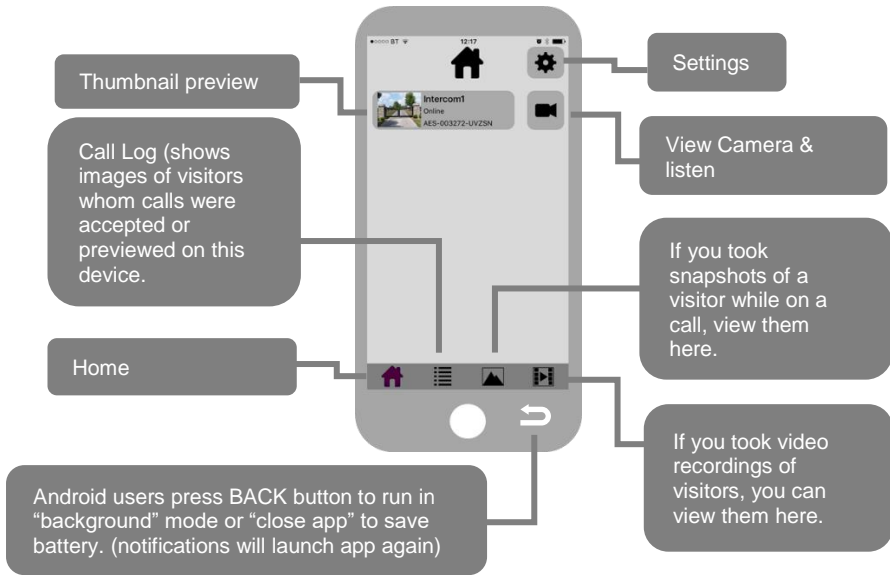 BT
12:17
Thumbnail preview
Settings
Intercom1
Online
AES-003272-UVZSN
Call Log (shows
images of visitors
whom calls were
accepted or
previewed on this
device.
View Camera &
listen
If you took
snapshots of a
visitor while on a
call, view them
here.
Home
If you took video
recordings of
visitors, you can
view them here.
Android users press BACK button to run in
“background” mode or “close app” to save
battery. (notifications will launch app again)